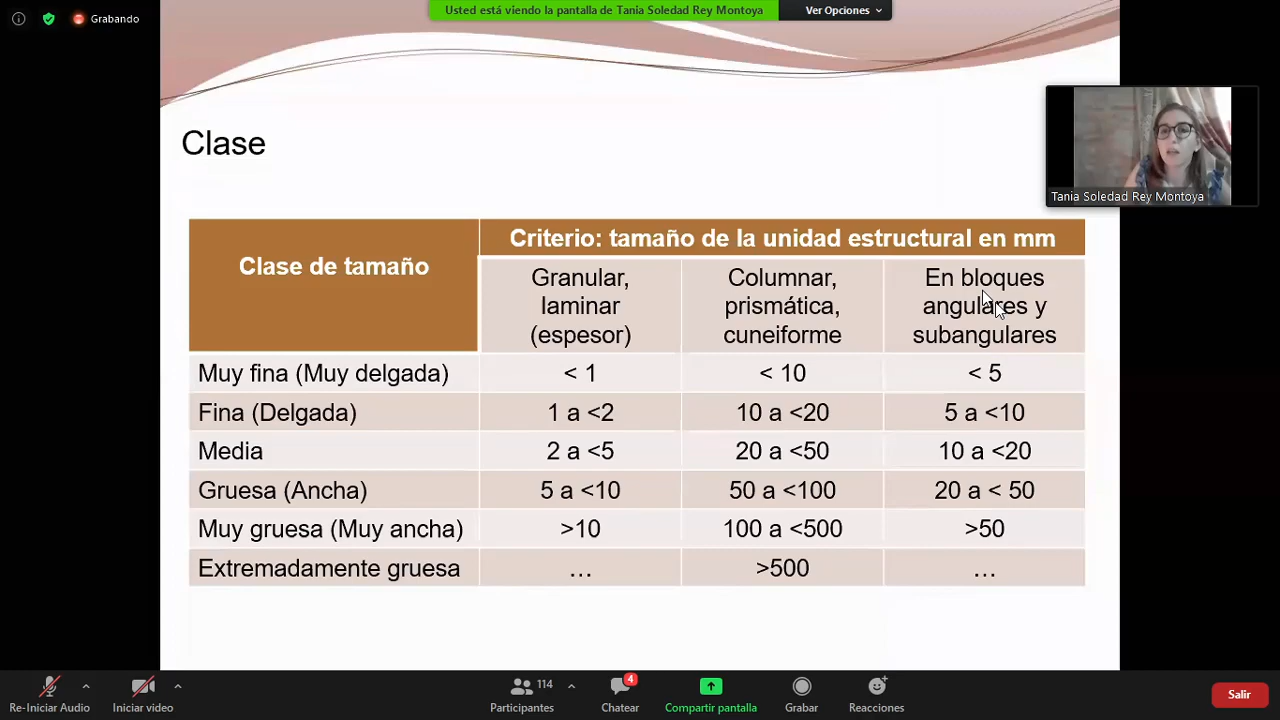 Grabando
Usted está viendo la pantalla de Tania Soledad Rey Montoya
Ver Opciones
Clase
Tania Soledad Rey Montoya
Clase de tamaño
Criterio: tamaño de la unidad estructural en mm
Granular,
laminar
(espesor)
Columnar,
prismática,
cuneiforme
En bloques
angulares y
subangulares
Muy fina (Muy delgada) < 1 < 10 < 5
Fina (Delgada) 1 a <2 10 a <20 5 a <10
Media 2 a <5 20 a <50 10 a <20
Gruesa (Ancha) 5 a <10 50 a <100 20 a < 50
Muy gruesa (Muy ancha) >10 100 a <500 >50
Extremadamente gruesa ... >500 ...
Re-Iniciar Audio
Iniciar video
114
Participantes
4
Chatear
Compartir pantalla
Grabar
Reacciones
Salir